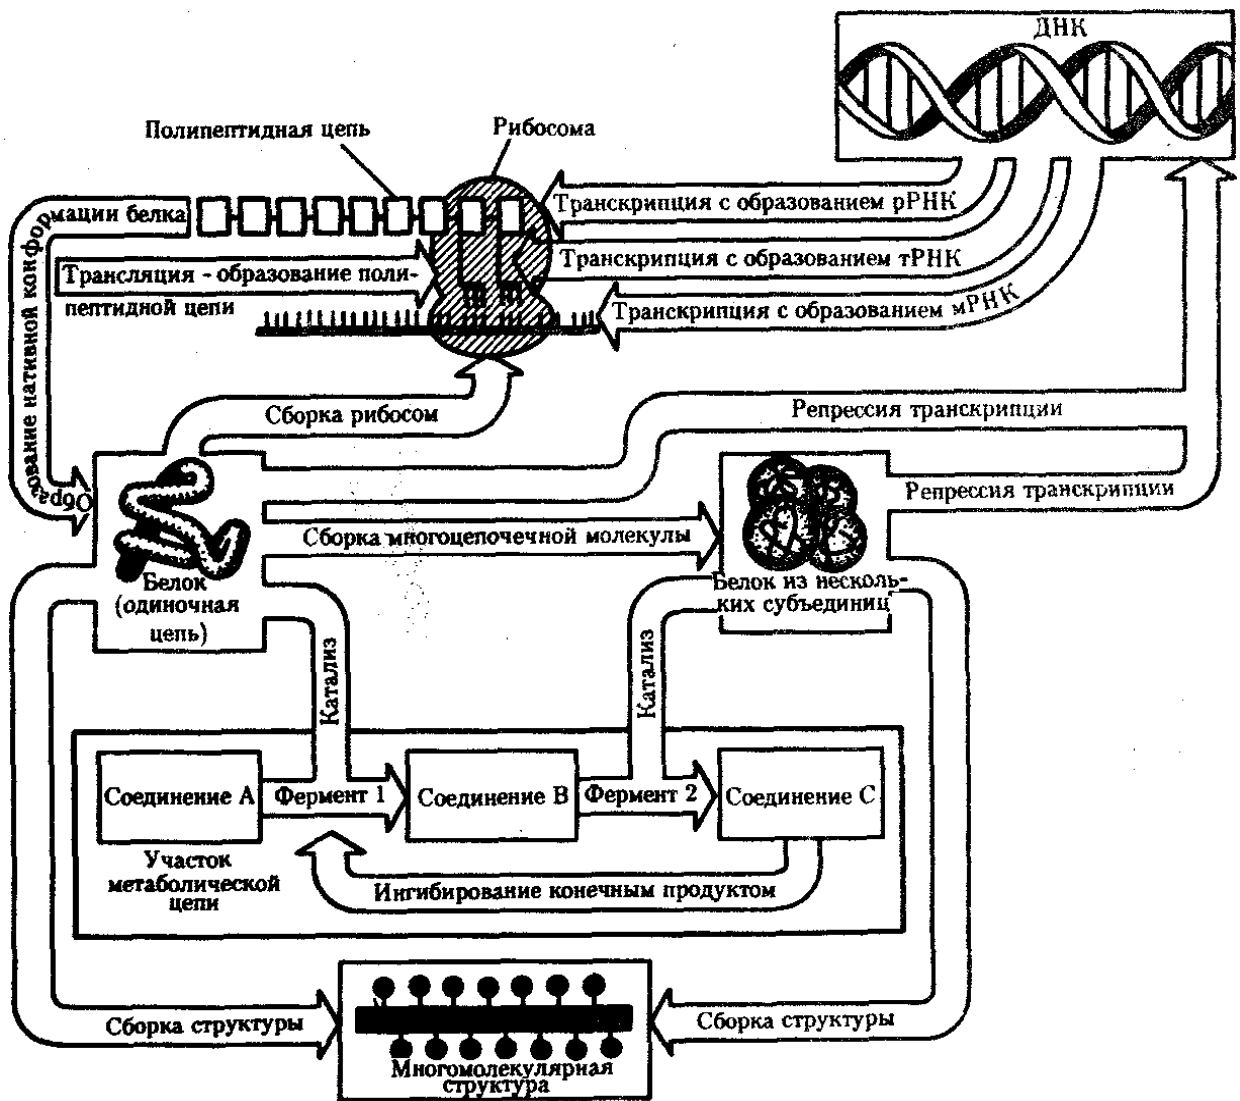 ДНК
Полипептидная цепь
Рибосома
Транскрипция с образованием рРНК
Транскрипция с образованием тРНК
Транскрипция с образованием мРНК
Образование нативной конформации белка
Трансляция - образование поли-
пептидной цепи
Сборка рибосом
Репрессия транскрипции
Репрессия транскрипции
Сборка многоцепочечной молекулы
Белок
(одиночная
цепь)
Белок из несколь-
ких субъединиц
Катализ
Катализ
Соединение А
Фермент 1
Соединение В
Фермент 2
Соединение С
Участок
метаболической
цепи
Ингибирование конечным продуктом
Сборка структуры
Сборка структуры
Многомолекулярная
структура